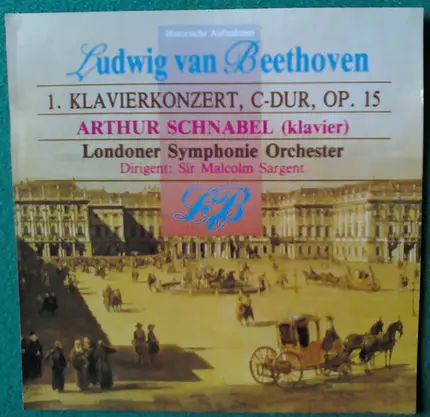 Historische Aufnahmen
Ludwig van Beethoven
1. KLAVIERKONZERT, C-DUR, OP. 15
ARTHUR SCHNABEL (klavier)
Londoner Symphonie Orchester
Dirigent: Sir Malcolm Sargent
LvB